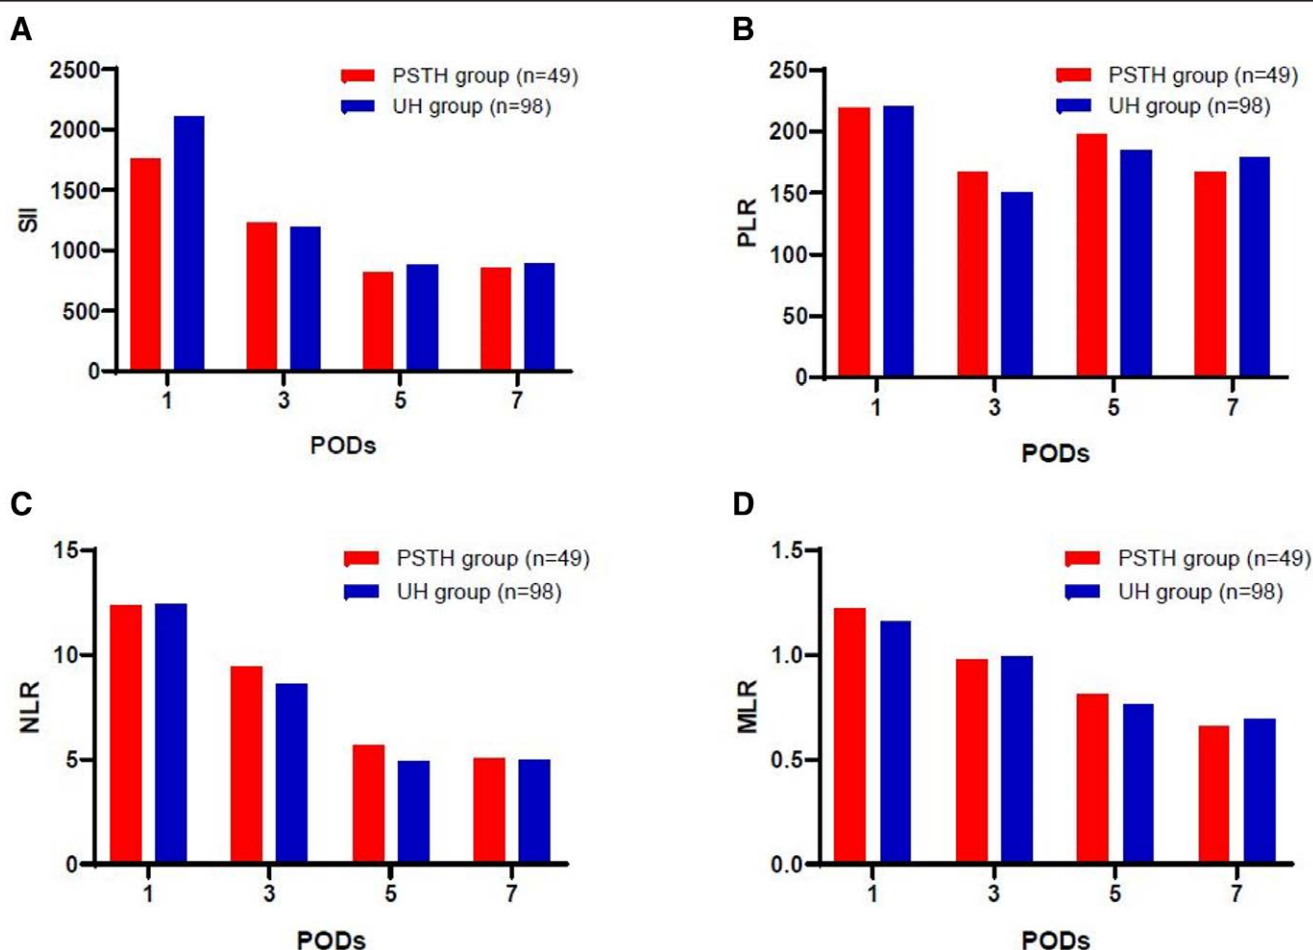 A
SII
2500
2000
1500
1000
500
0
PSTH group (n=49)
UH group (n=98)
1 3 5 7
PODs
B
PLR
250
200
150
100
50
0
PSTH group (n=49)
UH group (n=98)
1 3 5 7
PODs
C
NLR
15
10
5
0
PSTH group (n=49)
UH group (n=98)
1 3 5 7
PODs
D
MLR
1.5
1.0
0.5
0.0
PSTH group (n=49)
UH group (n=98)
1 3 5 7
PODs